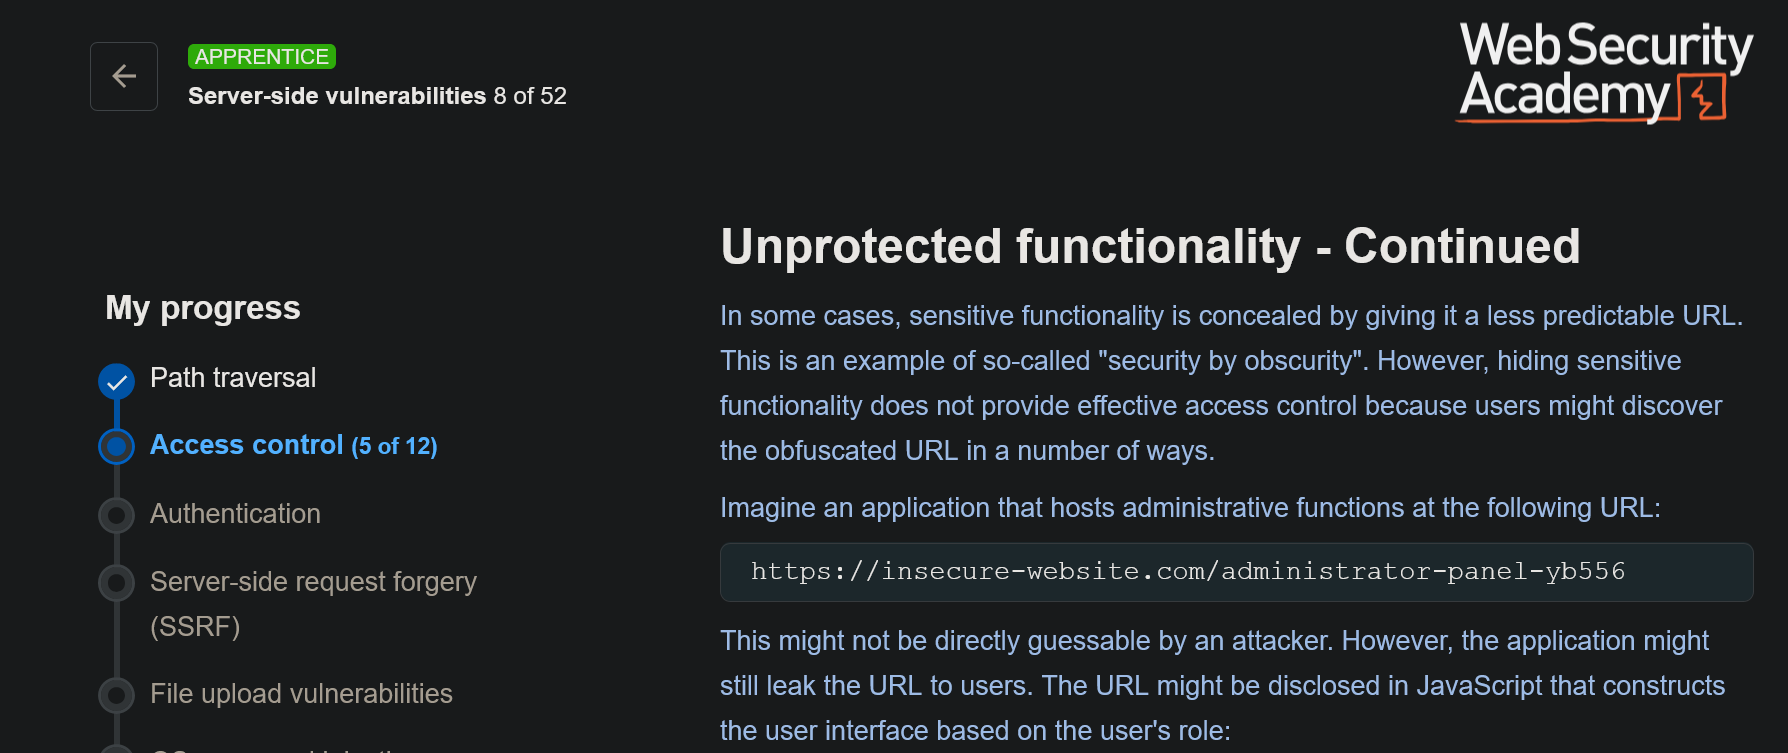 APPRENTICE
Server-side vulnerabilities 8 of 52
Web Security
Academy
My progress
Path traversal
Access control (5 of 12)
Authentication
Server-side request forgery
(SSRF)
File upload vulnerabilities
Unprotected functionality - Continued
In some cases, sensitive functionality is concealed by giving it a less predictable URL.
This is an example of so-called "security by obscurity". However, hiding sensitive
functionality does not provide effective access control because users might discover
the obfuscated URL in a number of ways.
Imagine an application that hosts administrative functions at the following URL:
https://insecure-website.com/administrator-panel-yb556
This might not be directly guessable by an attacker. However, the application might
still leak the URL to users. The URL might be disclosed in JavaScript that constructs
the user interface based on the user's role: